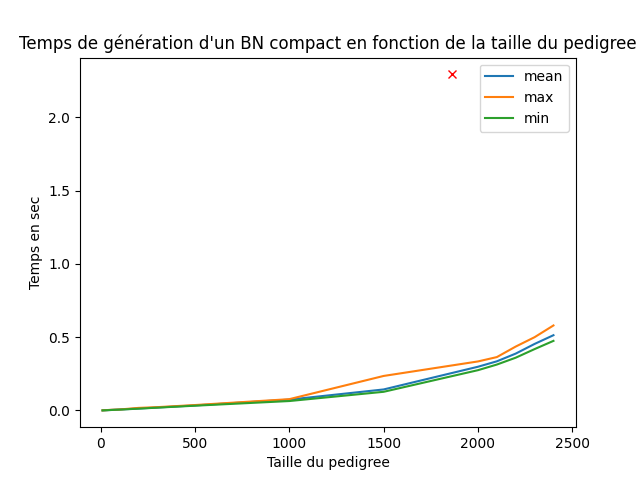 Temps de génération d'un BN compact en fonction de la taille du pedigree
mean
max
min
2.0
1.5
1.0
0.5
0.0
Temps en sec
0
500
1000
1500
2000
2500
Taille du pedigree